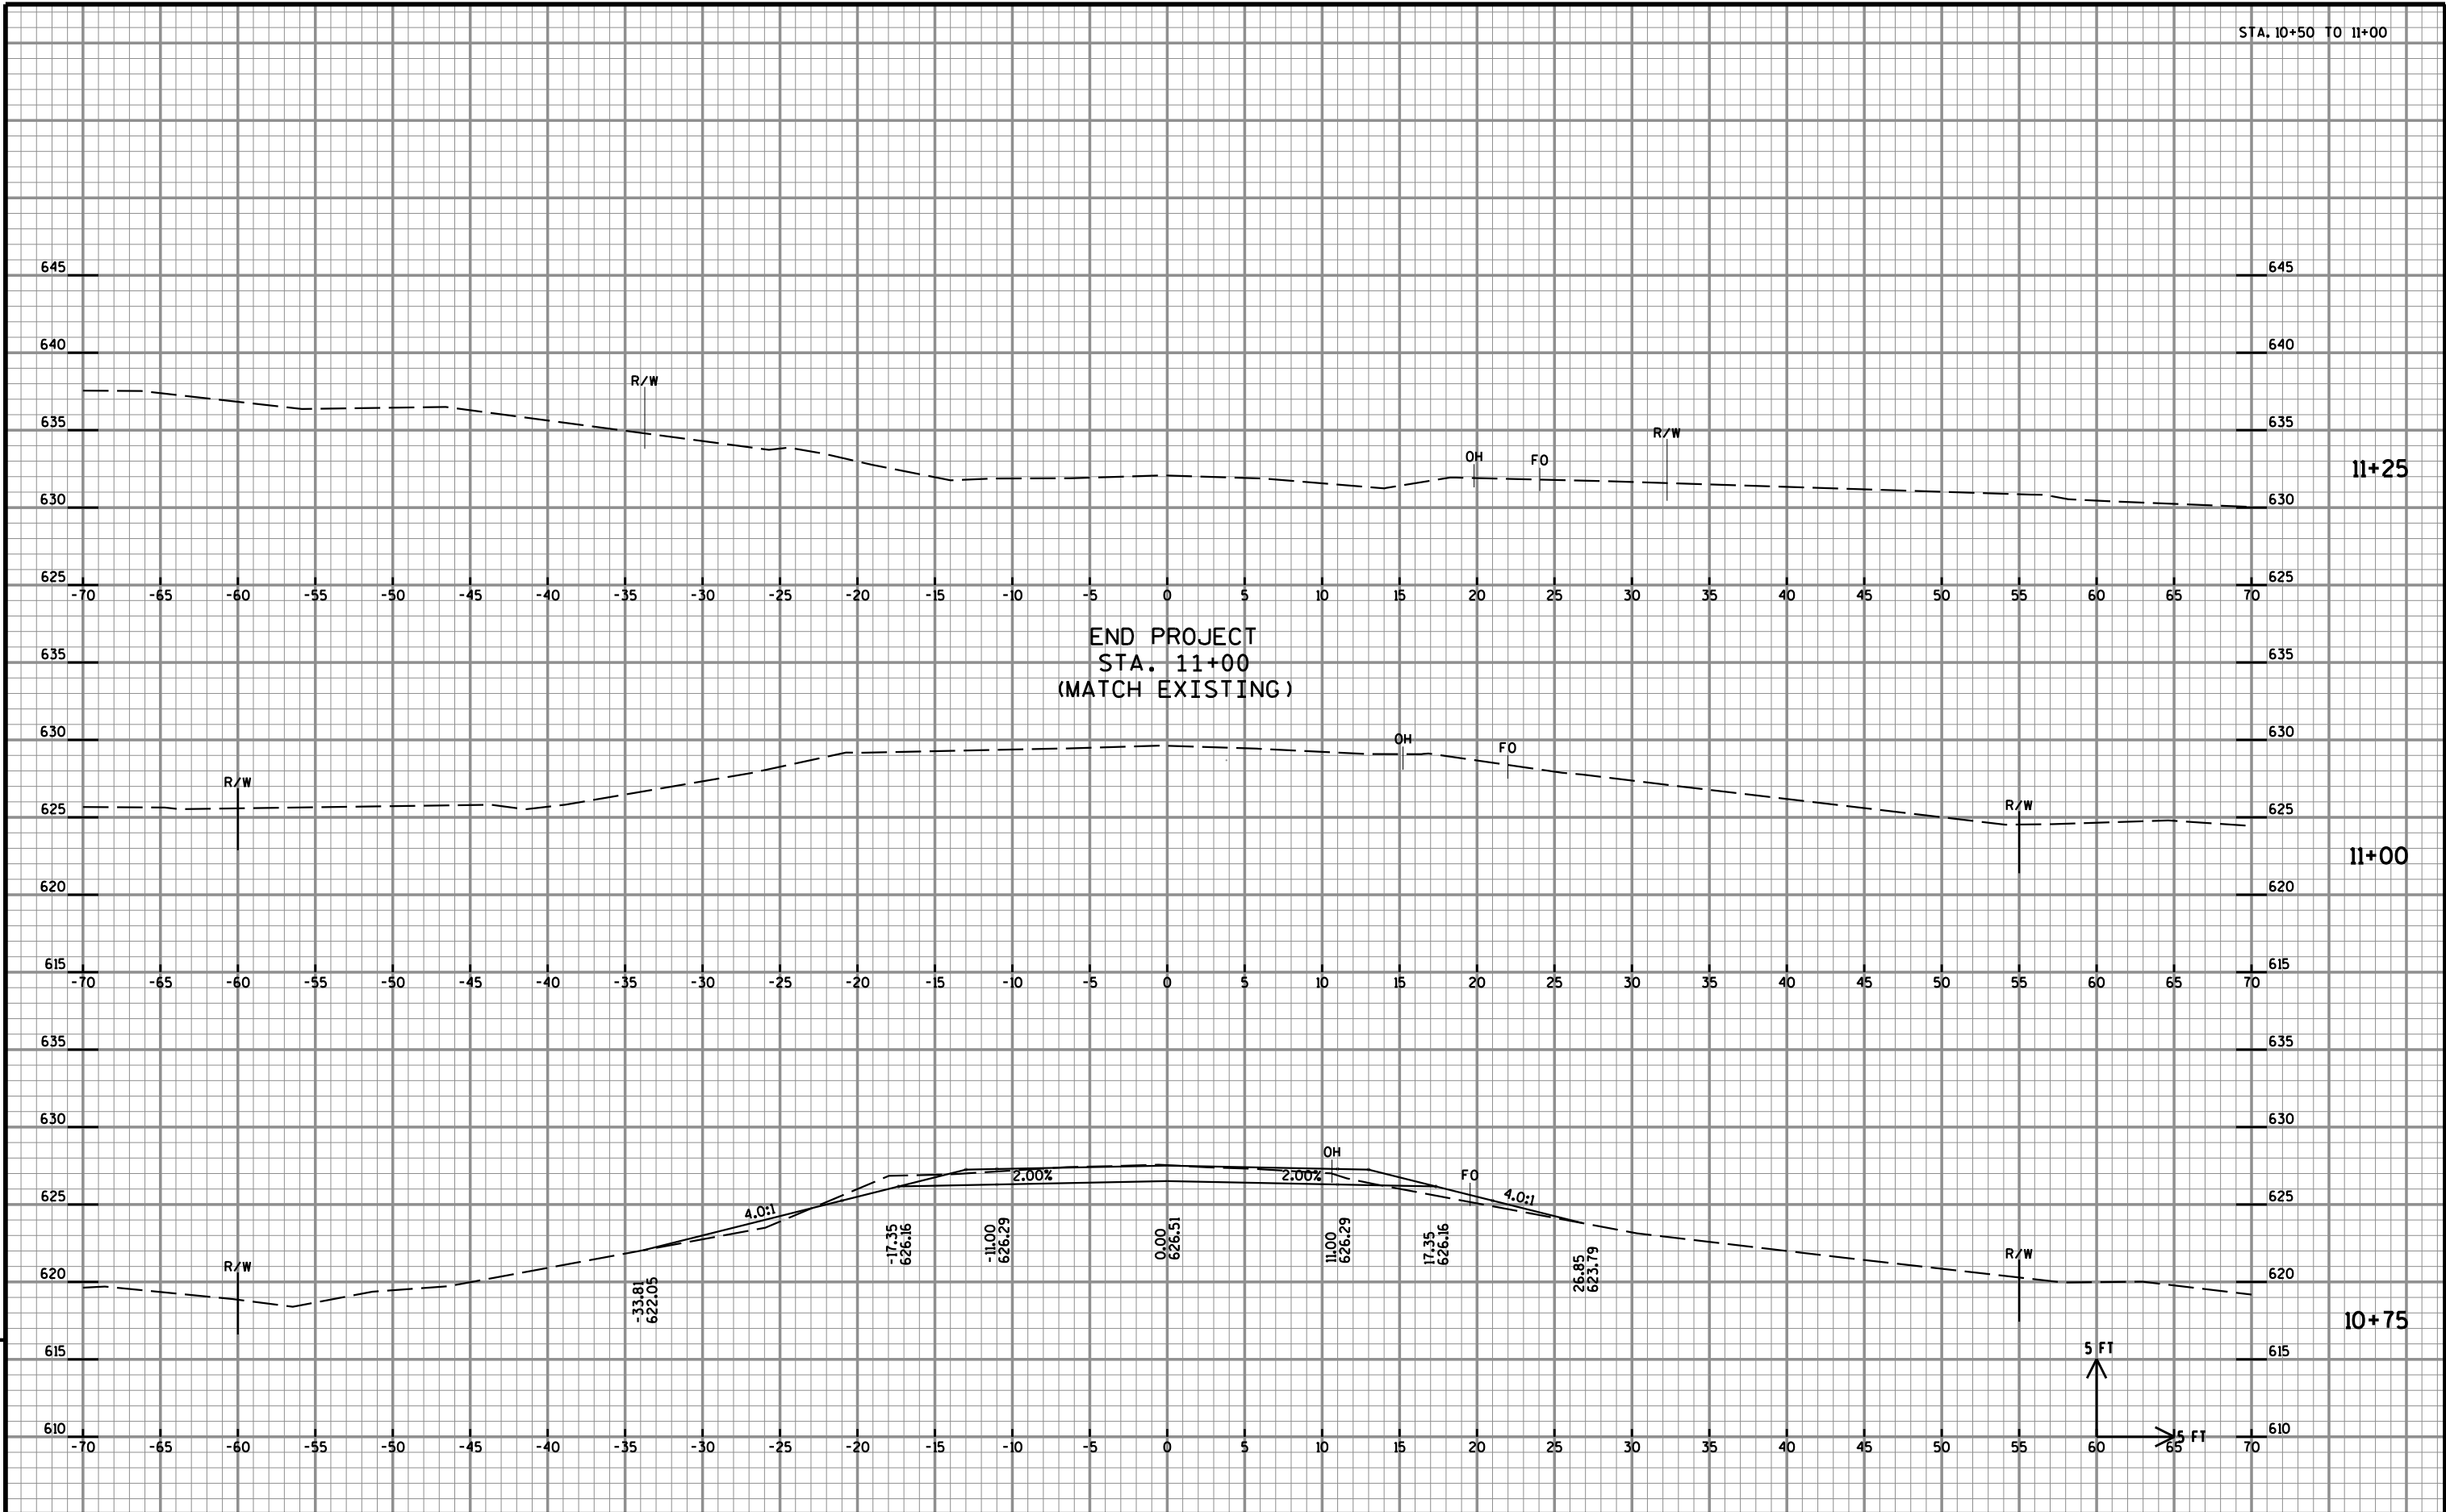 STA. 10+50 TO 11+00
645 645
640 640
R/W
635 635
R/W
OH FO
11+25
630 630
625 625
-70 -65 -60 -55 -50 -45 -40 -35 -30 -25 -20 -15 -10 -5 0 5 10 15 20 25 30 35 40 45 50 55 60 65 70
END PROJECT
STA. 11+00
(MATCH EXISTING)
635 635
630 630
OH FO
R/W
R/W
625 625
11+00
620 620
615 615
-70 -65 -60 -55 -50 -45 -40 -35 -30 -25 -20 -15 -10 -5 0 5 10 15 20 25 30 35 40 45 50 55 60 65 70
635 635
630 630
OH
FO
2.00% 2.00%
4.0:1 4.0:1
625 625
-17.35
626.16
-11.00
626.29
0.00
626.51
11.00
626.29
17.35
626.16
R/W
R/W
-33.81
622.05
26.85
623.79
620 620
10+75
5 FT
615 615
610 610
5 FT
-70 -65 -60 -55 -50 -45 -40 -35 -30 -25 -20 -15 -10 -5 0 5 10 15 20 25 30 35 40 45 50 55 60 65 70